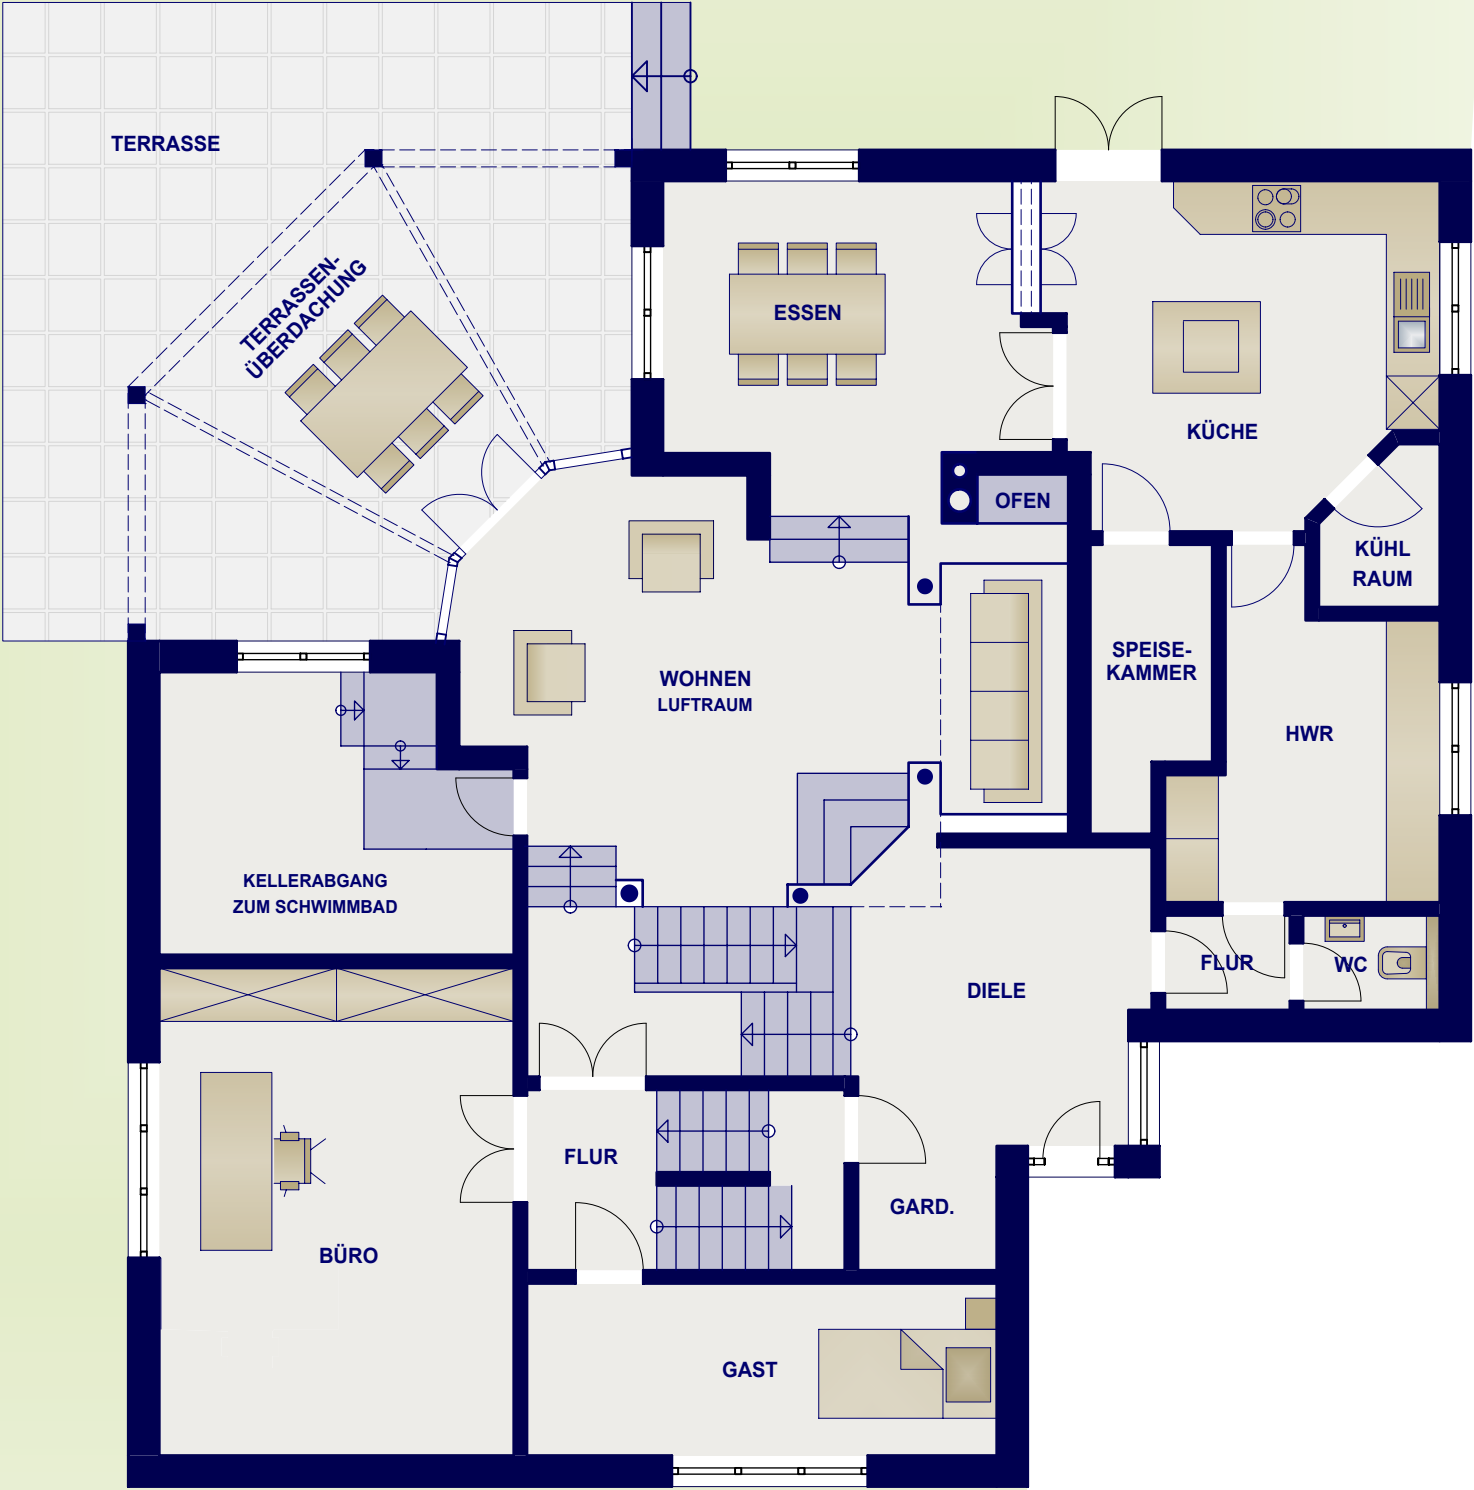 TERRASSE
TERRASSEN-
ÜBERDACHUNG
ESSEN
KÜCHE
OFEN
KÜHL
RAUM
SPEISE-
KAMMER
WOHNEN
LUFTRAUM
HWR
KELLERABGANG
ZUM SCHWIMMBAD
FLUR
WC
DIELE
FLUR
GARD.
BÜRO
GAST